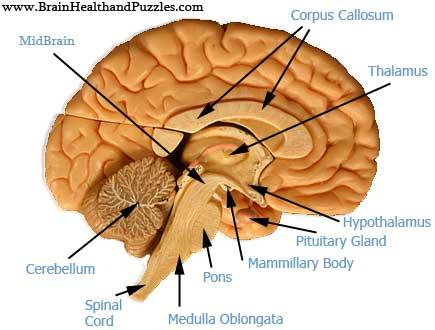 www.BrainHealthandPuzzles.com
Corpus Callosum
MidBrain
Thalamus
Hypothalamus
Pituitary Gland
Mammillary Body
Cerebellum
Pons
Spinal
Cord
Medulla Oblongata